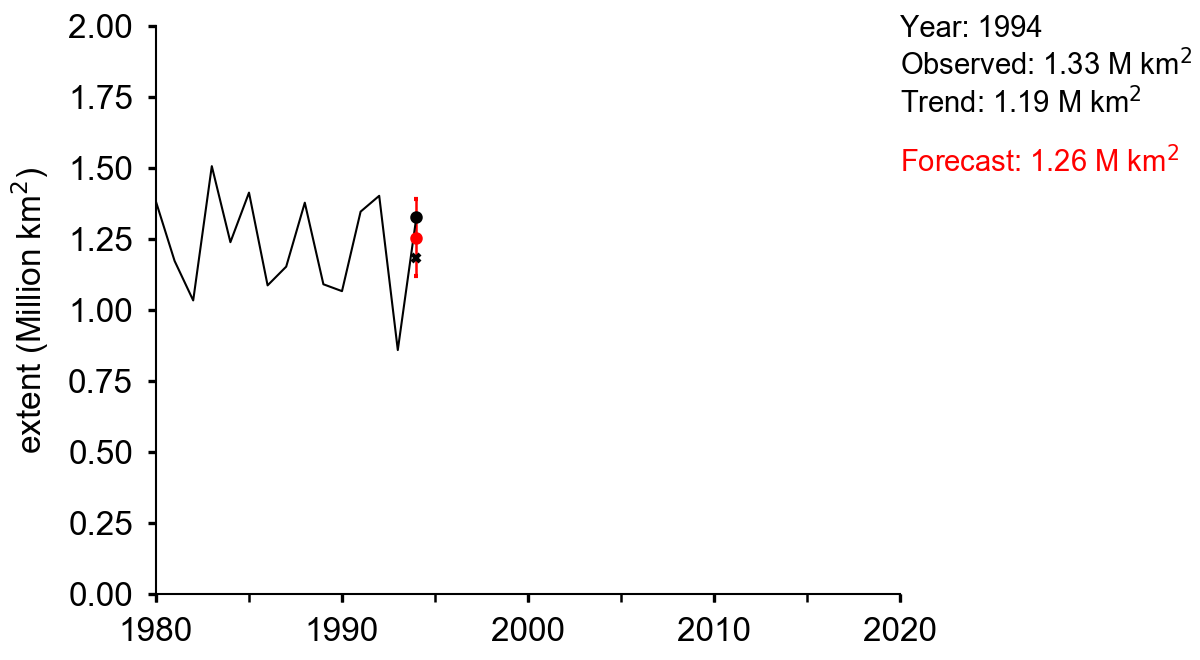 2.00
1.75
1.50
1.25
1.00
0.75
0.50
0.25
0.00
extent (Million km²)
1980 1990 2000 2010 2020
Year: 1994
Observed: 1.33 M km²
Trend: 1.19 M km²
Forecast: 1.26 M km²